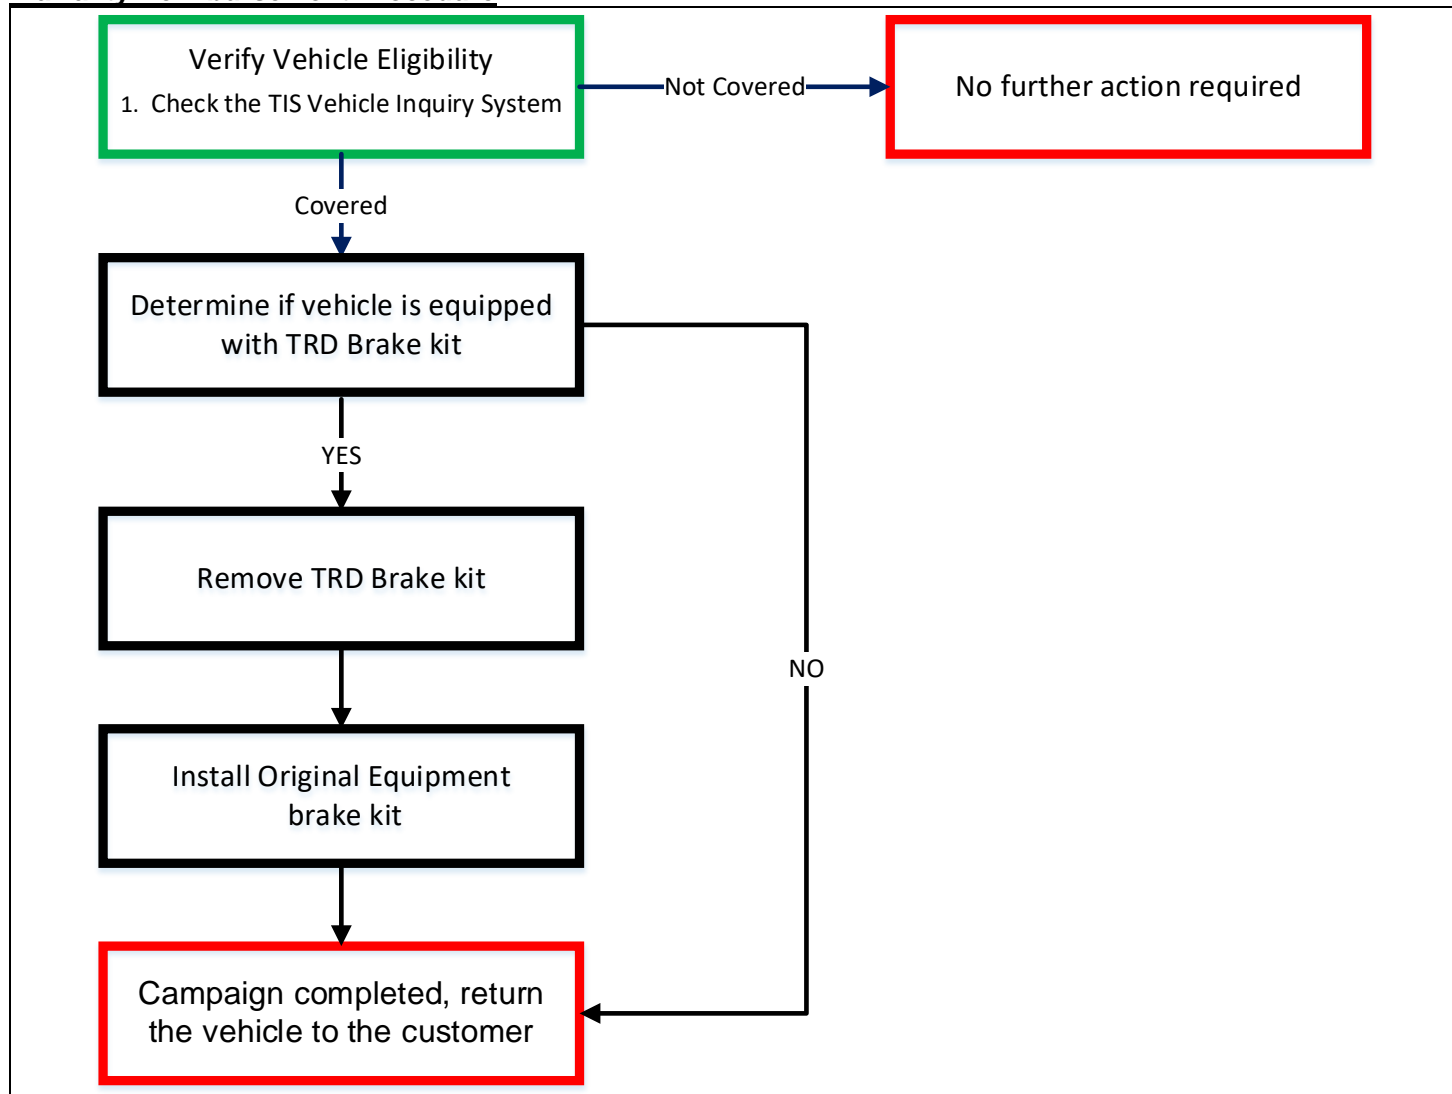 Verify Vehicle Eligibility
1. Check the TIS Vehicle Inquiry System
Not Covered
No further action required
Covered
Determine if vehicle is equipped
with TRD Brake kit
YES
Remove TRD Brake kit
NO
Install Original Equipment
brake kit
Campaign completed, return
the vehicle to the customer